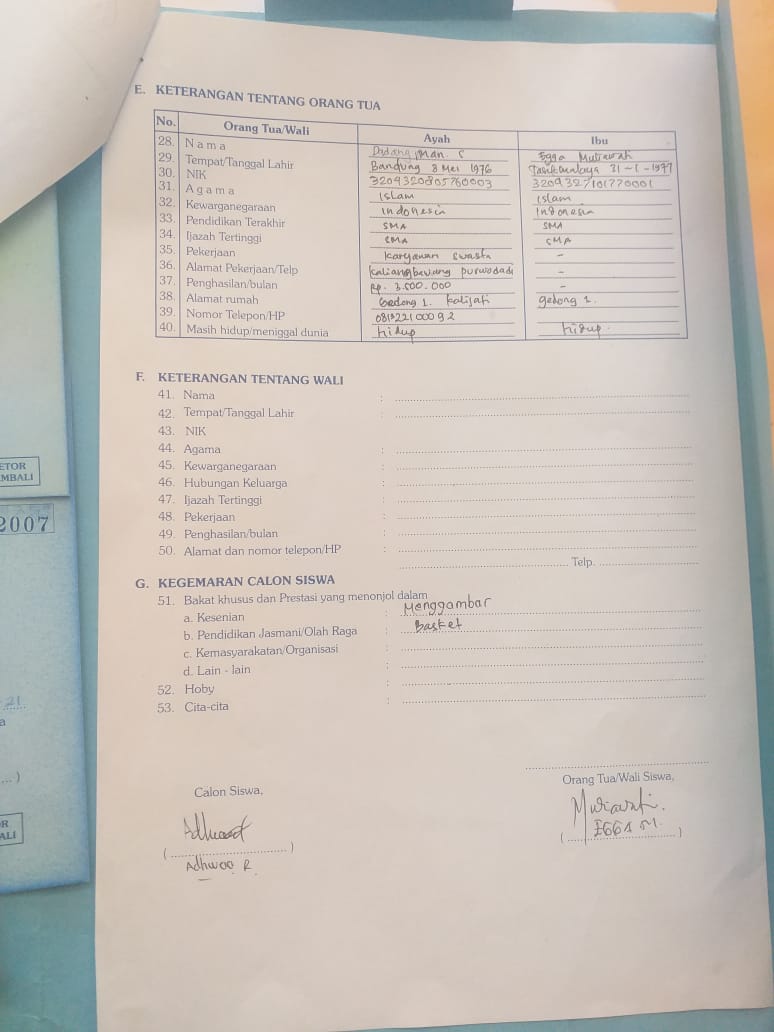 E. KETERANGAN TENTANG ORANG TUA
No. Orang Tua/Wali Ayah Ibu
28. Nama Dadang Iman. S Egga Mutiawati
29. Tempat/Tanggal Lahir Bandung 8 Mei 1976 Tasikmalaya 31-1-1977
30. NIK 3209320805760003 3209327101770001
31. Agama Islam Islam
32. Kewarganegaraan Indonesia Indonesia
33. Pendidikan Terakhir SMA SMA
34. Ijazah Tertinggi SMA SMA
35. Pekerjaan Karyawan Swasta -
36. Alamat Pekerjaan/Telp Purwodadi -
37. Penghasilan/bulan Rp. 3.500.000 -
38. Alamat rumah Gedong 1. Kalijati gedong 1.
39. Nomor Telepon/HP
40. Masih hidup/meniggal dunia hidup hidup
F. KETERANGAN TENTANG WALI
41. Nama :
42. Tempat/Tanggal Lahir :
43. NIK
44. Agama :
45. Kewarganegaraan :
46. Hubungan Keluarga :
47. Ijazah Tertinggi :
48. Pekerjaan :
49. Penghasilan/bulan :
50. Alamat dan nomor telepon/HP :
Telp.
G. KEGEMARAN CALON SISWA
51. Bakat khusus dan Prestasi yang menonjol dalam
a. Kesenian : Menggambar
b. Pendidikan Jasmani/Olah Raga : Basket
c. Kemasyarakatan/Organisasi :
d. Lain - lain :
52. Hoby :
53. Cita-cita :
Calon Siswa,
Orang Tua/Wali Siswa,
EGGA M.
R
ETOR
MBALI
2007
21
a
...)
R
ALI